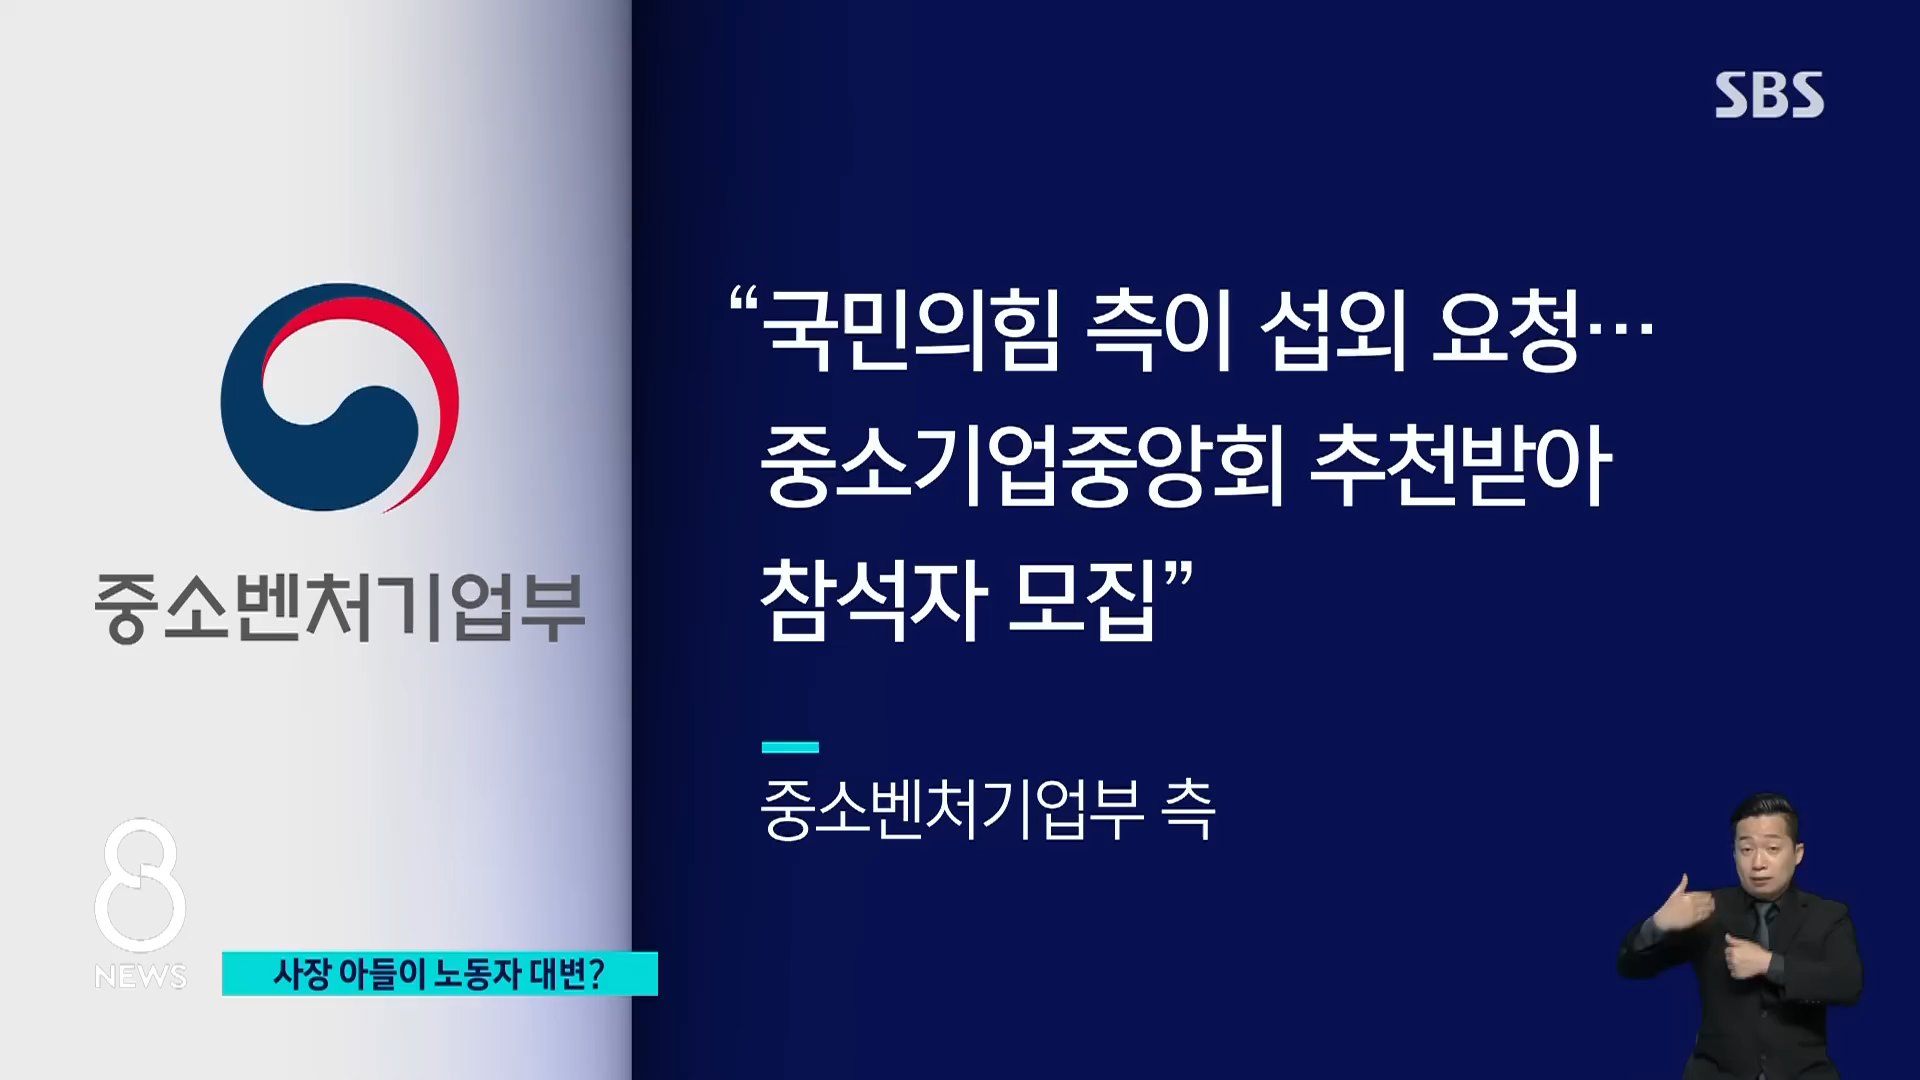 SBS
“국민의힘 측이 섭외 요청…
중소기업중앙회 추천받아
참석자 모집”
중소벤처기업부
중소벤처기업부 측
8
NEWS
사장 아들이 노동자 대변?